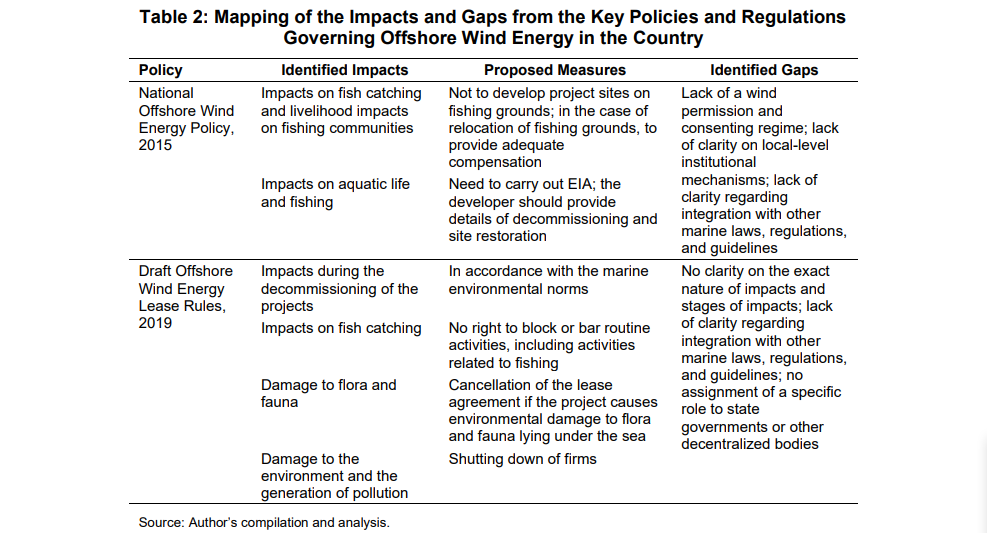 Table 2: Mapping of the Impacts and Gaps from the Key Policies and Regulations
Governing Offshore Wind Energy in the Country
Policy
Identified Impacts
Proposed Measures
Identified Gaps
National
Offshore Wind
Energy Policy,
2015
Impacts on fish catching
and livelihood impacts
on fishing communities
Not to develop project sites on
fishing grounds; in the case of
relocation of fishing grounds, to
provide adequate
compensation
Lack of a wind
permission and
consenting regime; lack
of clarity on local-level
institutional
mechanisms; lack of
clarity regarding
integration with other
marine laws, regulations,
and guidelines
Impacts on aquatic life
and fishing
Need to carry out EIA; the
developer should provide
details of decommissioning and
site restoration
Draft Offshore
Wind Energy
Lease Rules,
2019
Impacts during the
decommissioning of the
projects
In accordance with the marine
environmental norms
No clarity on the exact
nature of impacts and
stages of impacts; lack
of clarity regarding
integration with other
marine laws, regulations,
and guidelines; no
assignment of a specific
role to state
governments or other
decentralized bodies
Impacts on fish catching
No right to block or bar routine
activities, including activities
related to fishing
Damage to flora and
fauna
Cancellation of the lease
agreement if the project causes
environmental damage to flora
and fauna lying under the sea
Damage to the
environment and the
generation of pollution
Shutting down of firms
Source: Author's compilation and analysis.